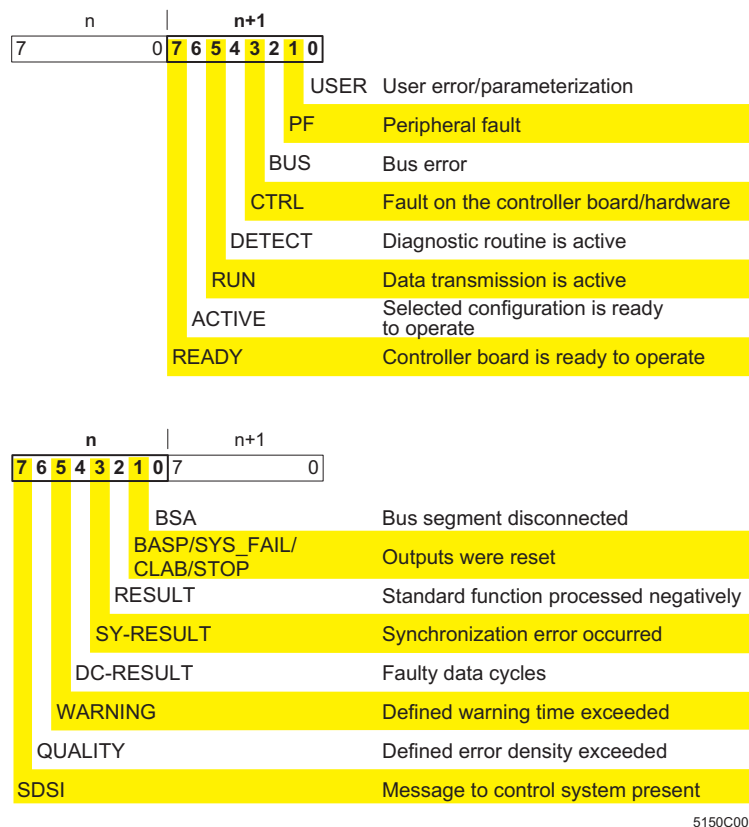 n n+1
7 0 7 6 5 4 3 2 1 0
USER User error/parameterization
PF Peripheral fault
BUS Bus error
CTRL Fault on the controller board/hardware
DETECT Diagnostic routine is active
RUN Data transmission is active
ACTIVE Selected configuration is ready
to operate
READY Controller board is ready to operate
n n+1
7 6 5 4 3 2 1 0 7 0
BSA Bus segment disconnected
BASP/SYS_FAIL/
CLAB/STOP Outputs were reset
RESULT Standard function processed negatively
SY-RESULT Synchronization error occurred
DC-RESULT Faulty data cycles
WARNING Defined warning time exceeded
QUALITY Defined error density exceeded
SDSI Message to control system present
5150C00